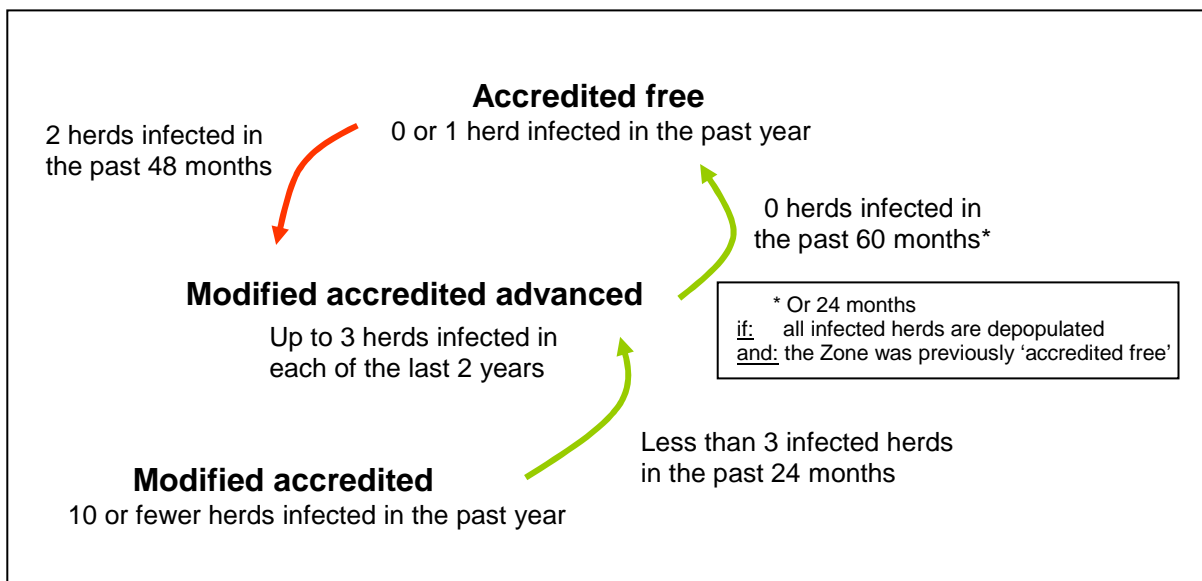 Accredited free
0 or 1 herd infected in the past year
2 herds infected in
the past 48 months
0 herds infected in
the past 60 months*
Modified accredited advanced
Up to 3 herds infected in
each of the last 2 years
* Or 24 months
if: all infected herds are depopulated
and: the Zone was previously ‘accredited free’
Less than 3 infected herds
in the past 24 months
Modified accredited
10 or fewer herds infected in the past year